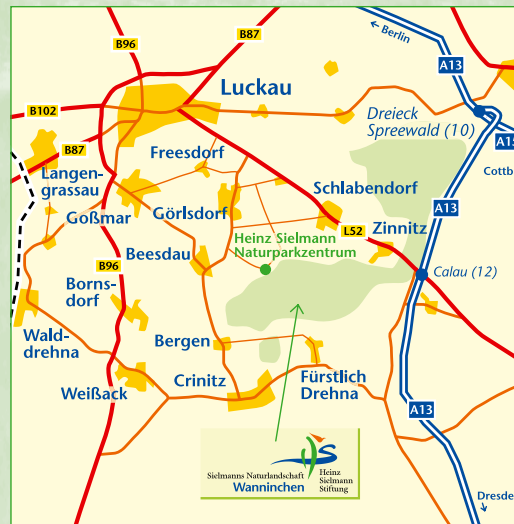 B96
B87
← Berlin
A13
Luckau
B102
Dreieck
Spreewald (10)
B87
Freesdorf
A15
Langen-
grassau
Cottb
Schlabendorf
Goßmar
Görlsdorf
A13
L52
Zinnitz
Heinz Sielmann
Naturparkzentrum
Beesdau
B96
Calau (12)
Borns-
dorf
Wald-
drehna
Bergen
Weißack
Crinitz
Fürstlich
Drehna
A13
Sielmanns Naturlandschaft
Wanninchen
Heinz
Sielmann
Stiftung
Dresde